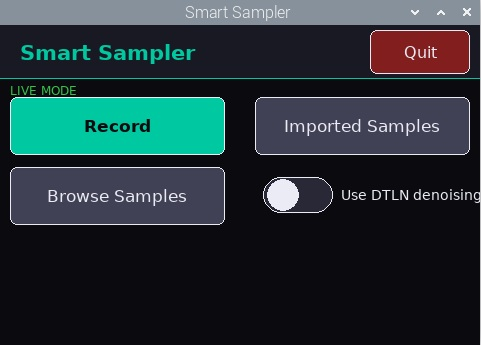 Smart Sampler
Smart Sampler
Quit
LIVE MODE
Record
Imported Samples
Browse Samples
Use DTLN denoising